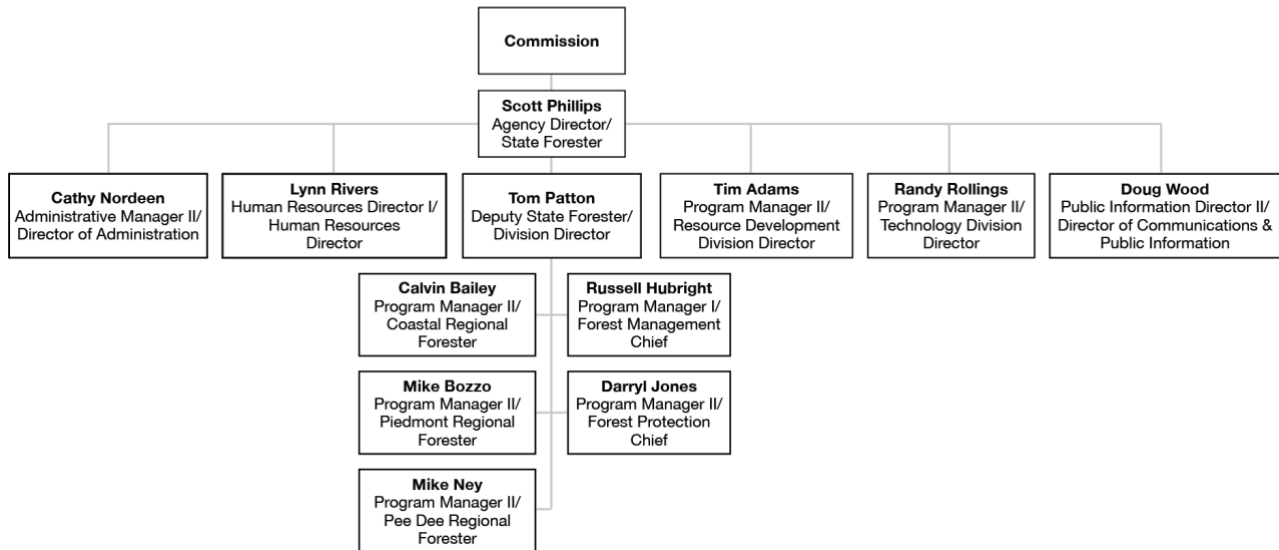 Commission
Scott Phillips
Agency Director/
State Forester
Cathy Nordeen
Administrative Manager II/
Director of Administration
Lynn Rivers
Human Resources Director I/
Human Resources
Director
Tom Patton
Deputy State Forester/
Division Director
Tim Adams
Program Manager II/
Resource Development
Division Director
Randy Rollings
Program Manager II/
Technology Division
Director
Doug Wood
Public Information Director II/
Director of Communications &
Public Information
Calvin Bailey
Program Manager II/
Coastal Regional
Forester
Russell Hubright
Program Manager I/
Forest Management
Chief
Mike Bozzo
Program Manager II/
Piedmont Regional
Forester
Darryl Jones
Program Manager II/
Forest Protection
Chief
Mike Ney
Program Manager II/
Pee Dee Regional
Forester